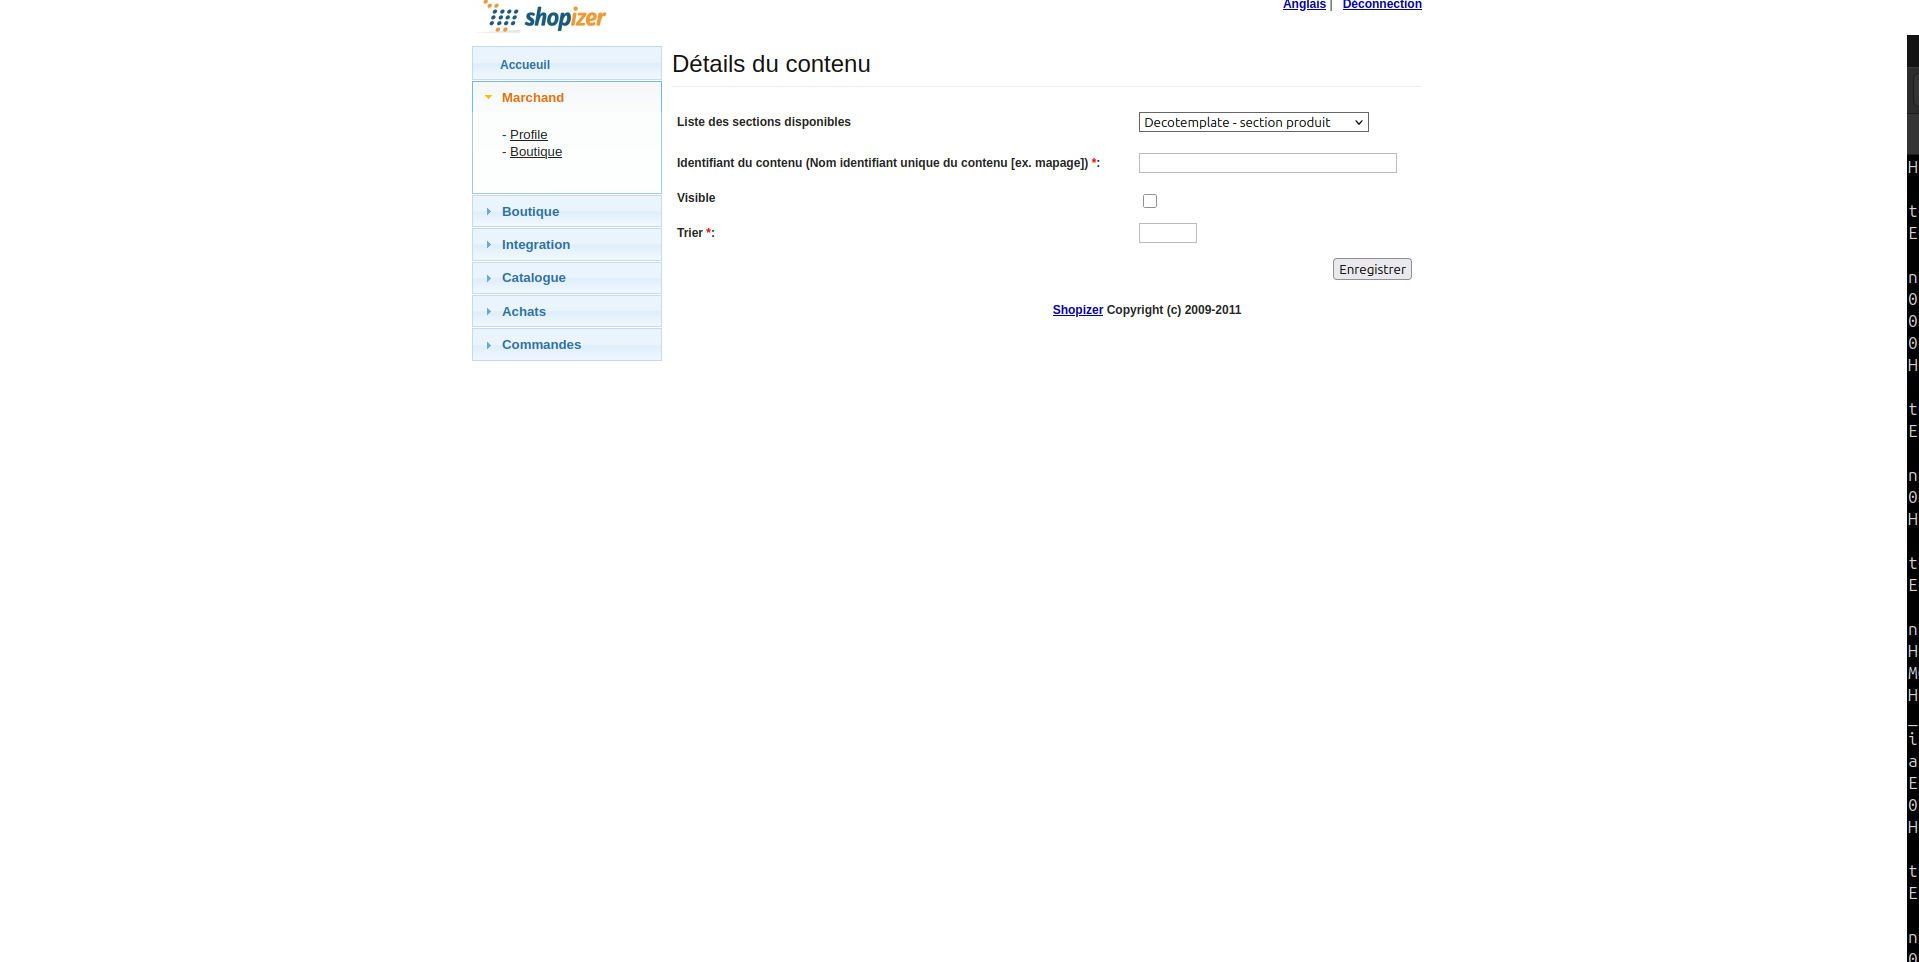 shopizer
Anglais | Déconnection
Accueuil
Marchand
- Profile
- Boutique
Boutique
Integration
Catalogue
Achats
Commandes
Détails du contenu
Liste des sections disponibles
Decotemplate - section produit
Identifiant du contenu (Nom identifiant unique du contenu [ex. mapage]) *:
Visible
Trier *:
Enregistrer
Shopizer Copyright (c) 2009-2011
H
t
E
n
0
0
0
H
t
E
n
0
H
t
E
n
H
M
H
_
i
a
E
0
H
t
E
n
0